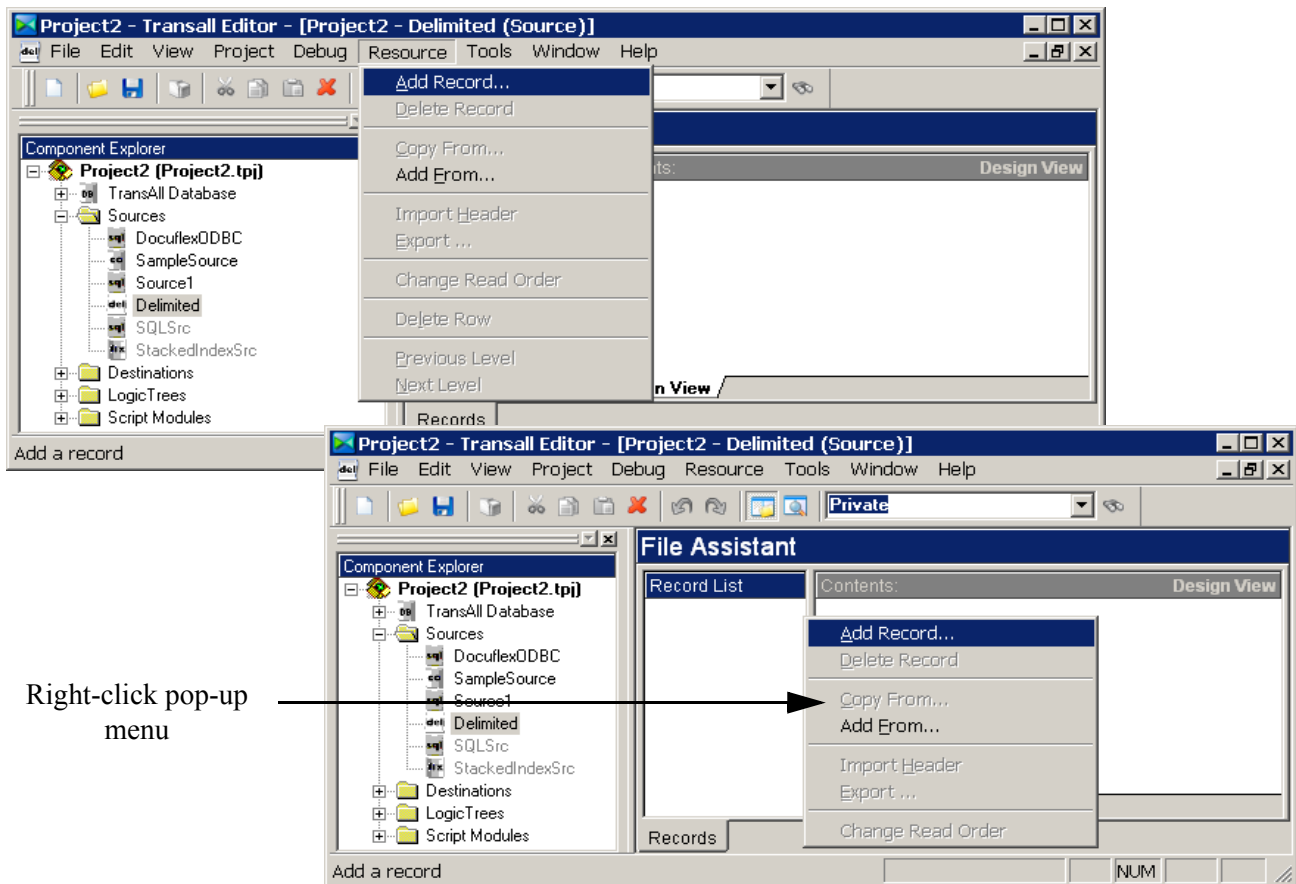 Project2 - Transall Editor - [Project2 - Delimited (Source)]
File Edit View Project Debug Resource Tools Window Help
Add Record...
Delete Record
Copy From...
Add From...
Import Header
Export ...
Change Read Order
Delete Row
Previous Level
Next Level
Component Explorer
Project2 (Project2.tpj)
TransAll Database
Sources
DocuflexODBC
SampleSource
Source1
Delimited
SQLSrc
StackedIndexSrc
Destinations
LogicTrees
Script Modules
nts:
Design View
n View
Records
Add a record
Project2 - Transall Editor - [Project2 - Delimited (Source)]
File Edit View Project Debug Resource Tools Window Help
Private
Component Explorer
Project2 (Project2.tpj)
TransAll Database
Sources
DocuflexODBC
SampleSource
Source1
Delimited
SQLSrc
StackedIndexSrc
Destinations
LogicTrees
Script Modules
File Assistant
Record List
Contents:
Design View
Add Record...
Delete Record
Copy From...
Add From...
Import Header
Export ...
Change Read Order
Records
Add a record
NUM
Right-click pop-up
menu